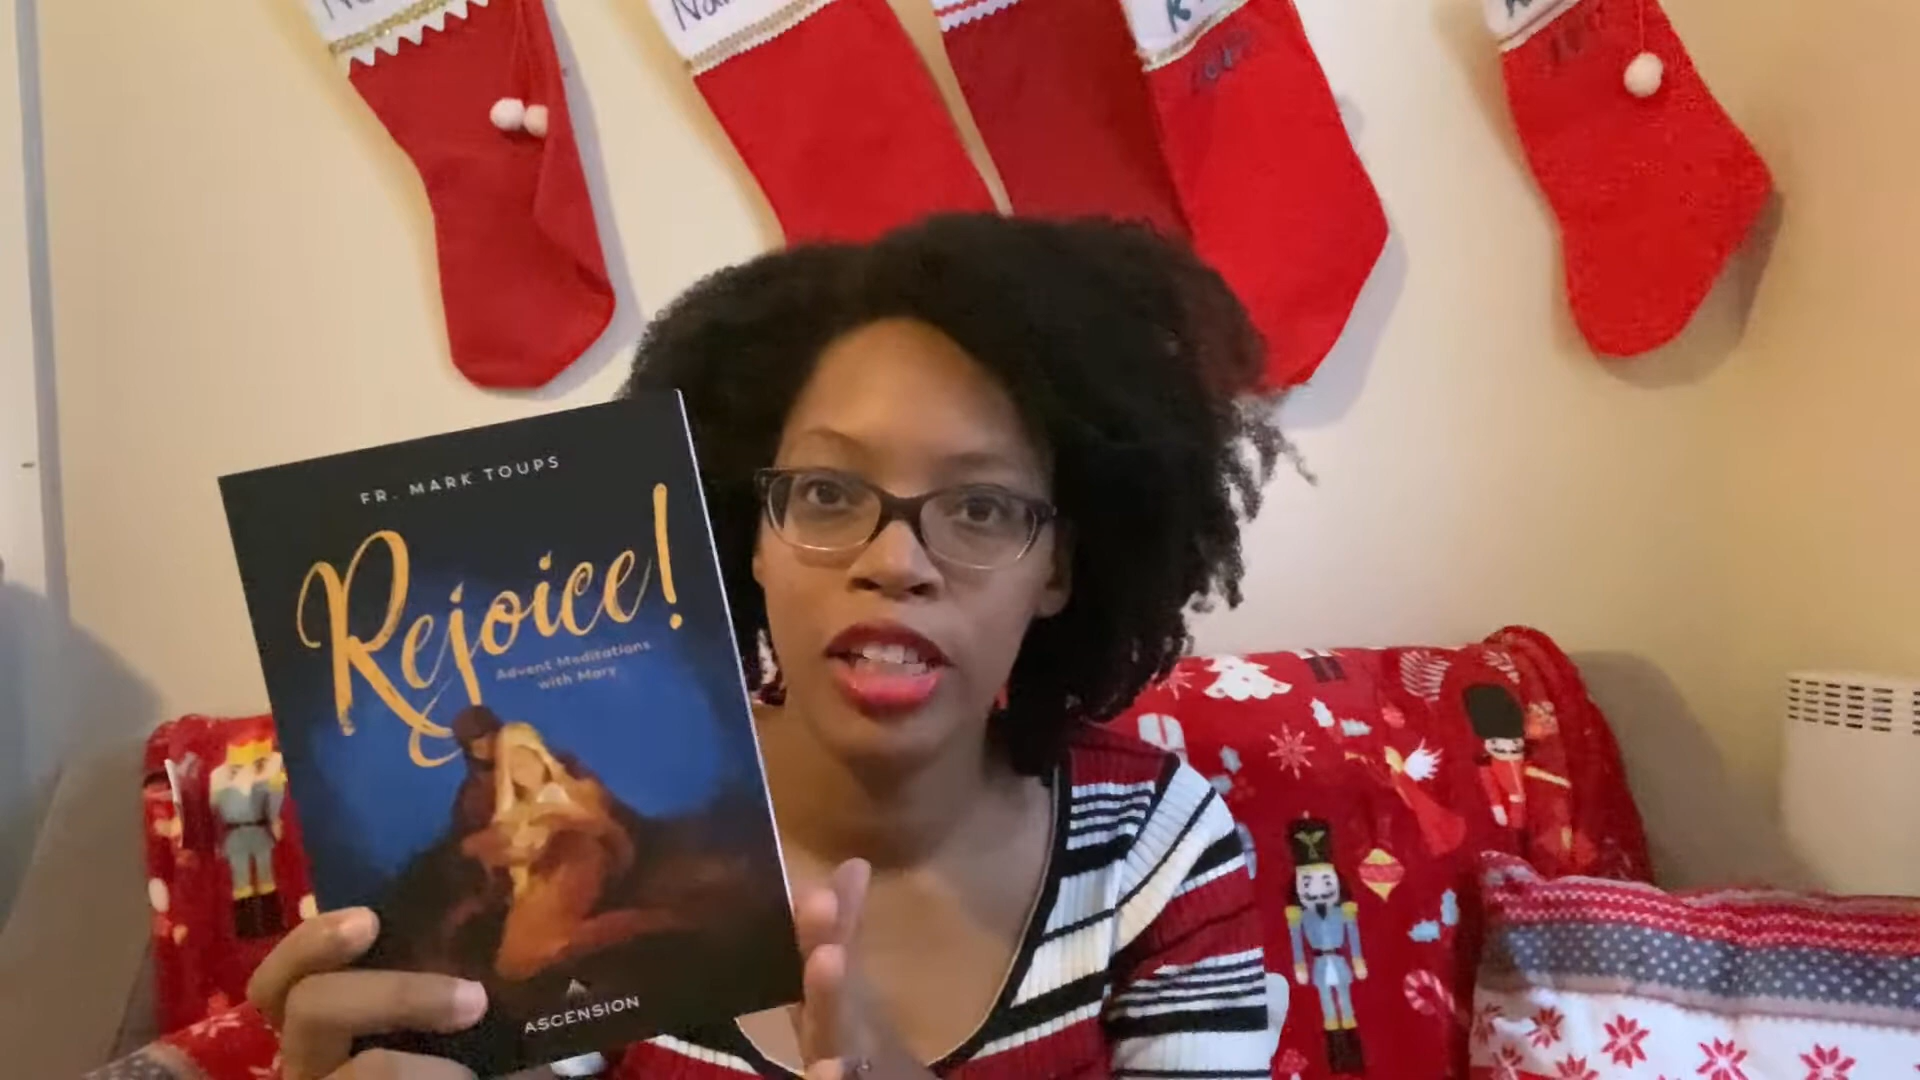 FR. MARK TOUPS
Rejoice!
Advent Meditations
with Mary
ASCENSION